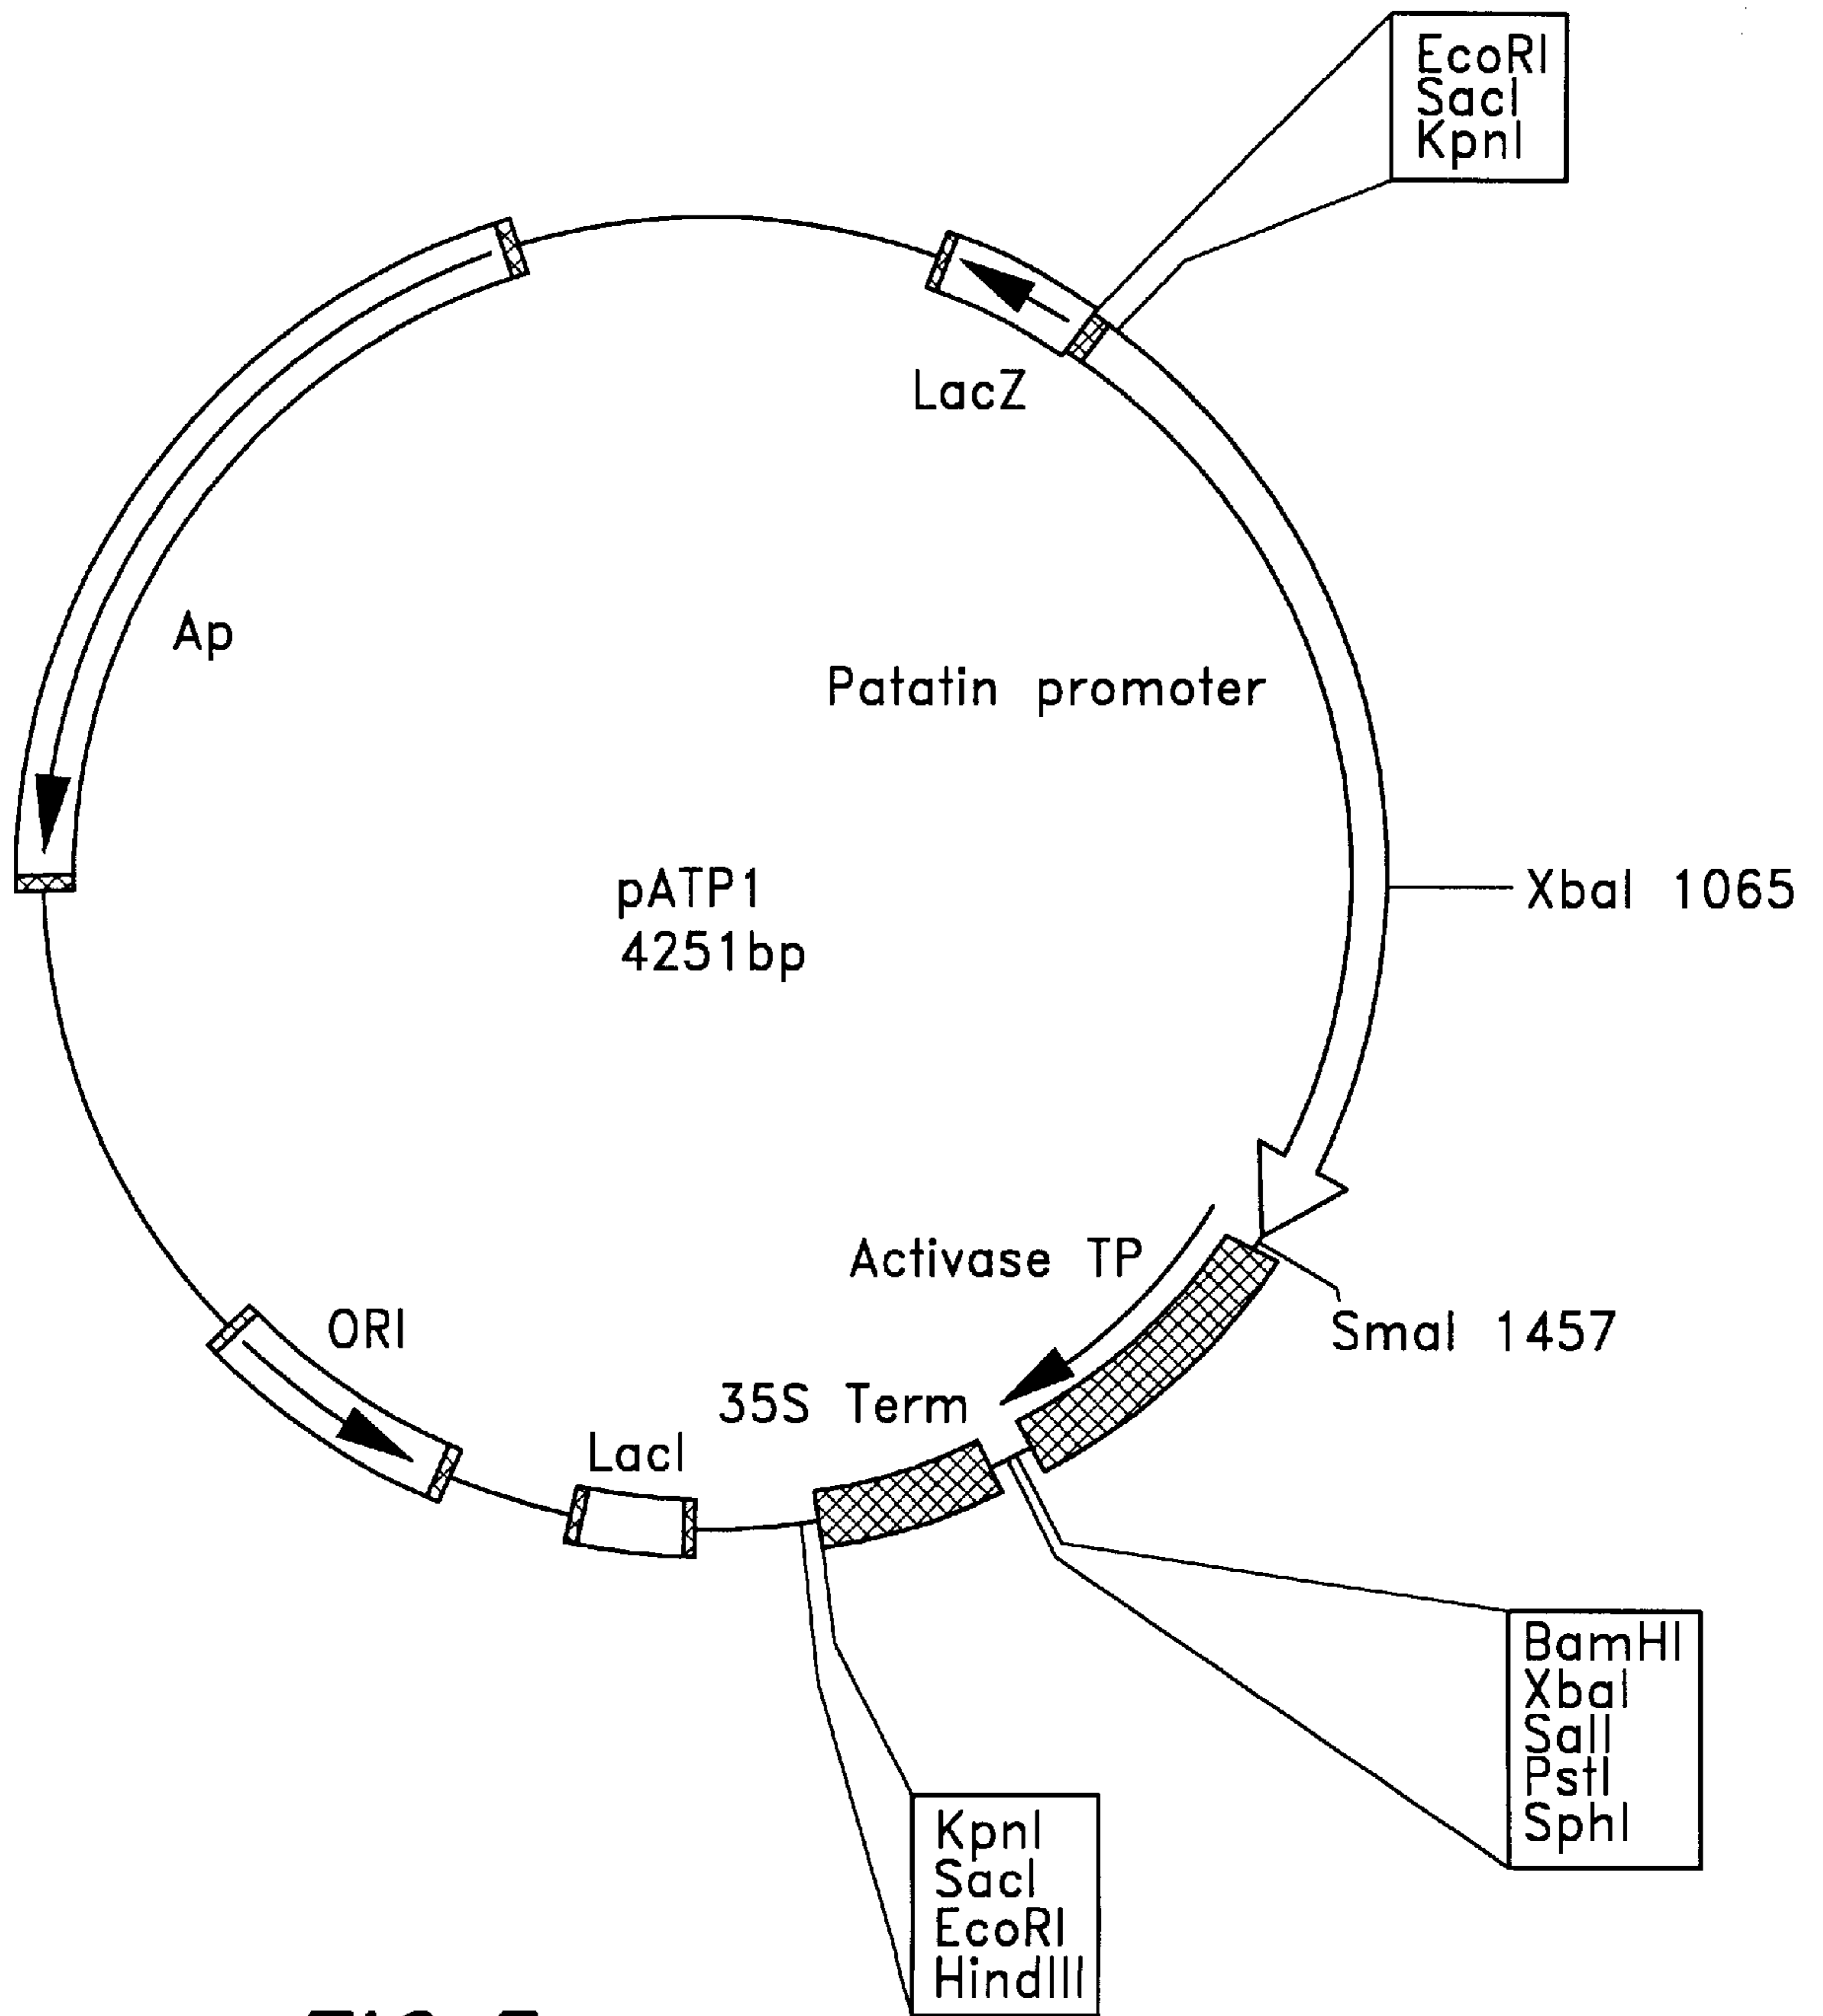 EcoRI
SacI
KpnI
LacZ
Ap
Patatin promoter
pATP1
4251bp
XbaI 1065
Activase TP
SmaI 1457
ORI
35S Term
LacI
BamHI
XbaI
SalI
PstI
SphI
KpnI
SacI
EcoRI
HindIII